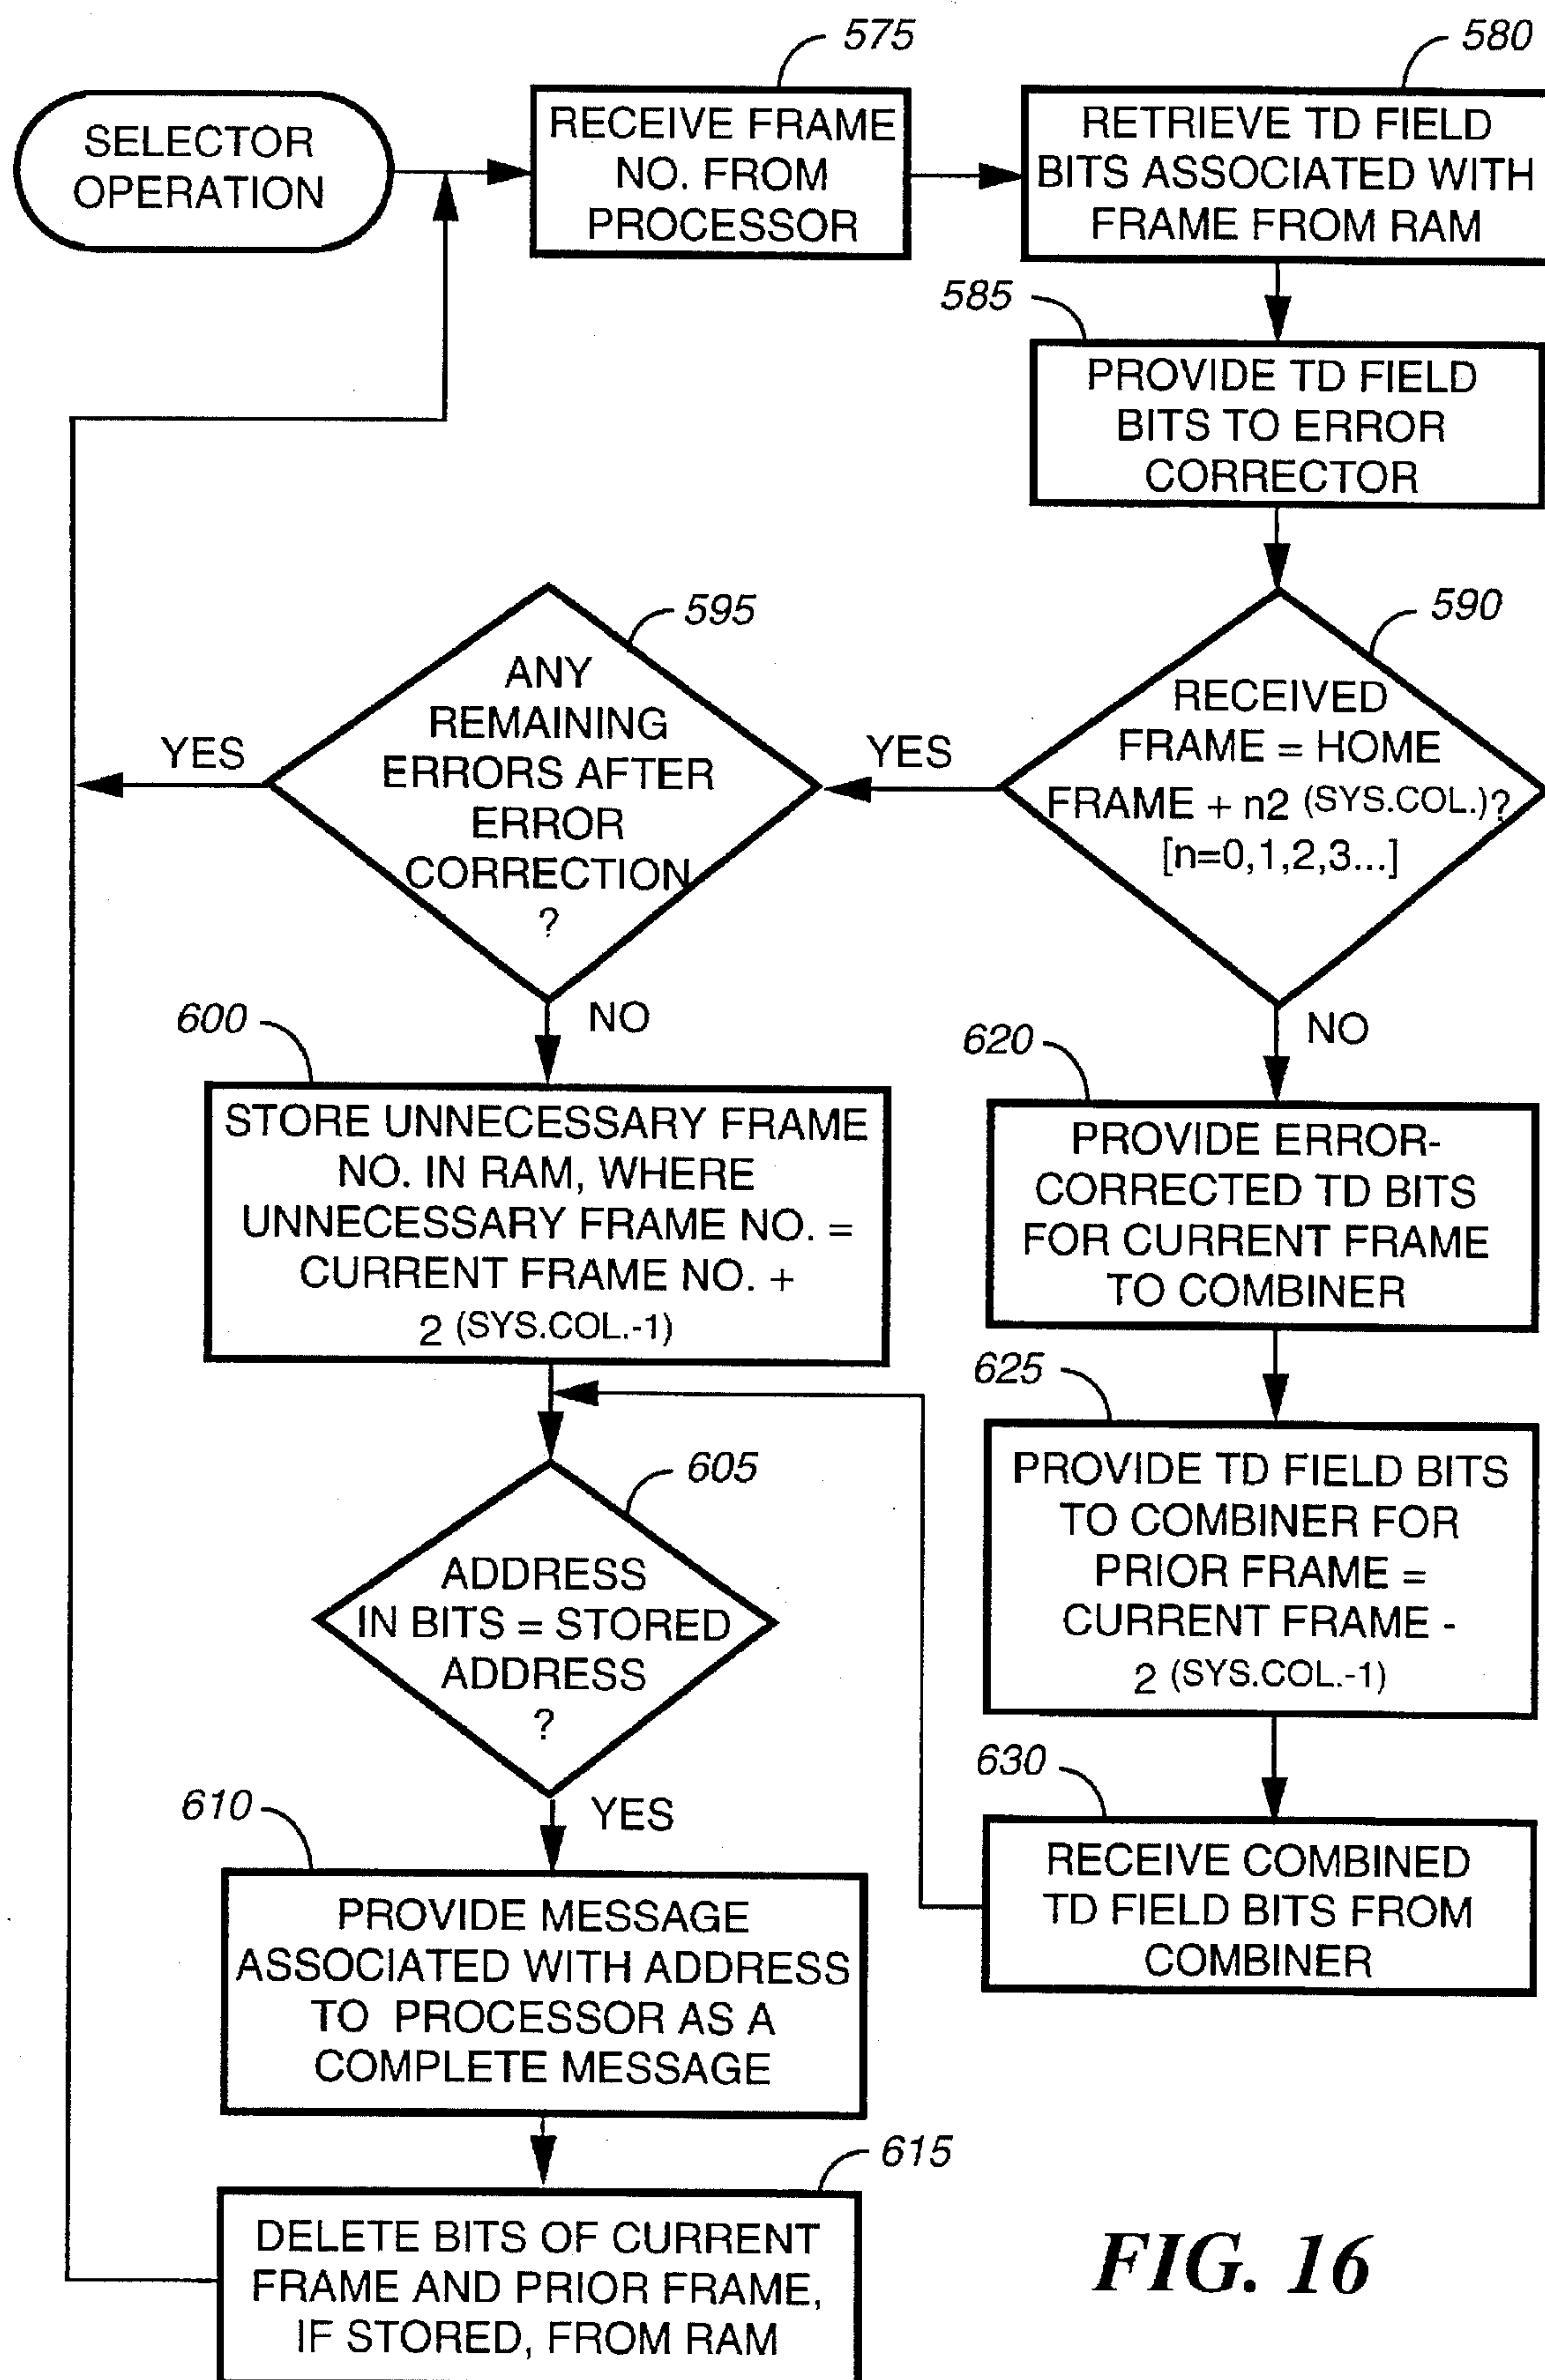 575
580
SELECTOR
OPERATION
RECEIVE FRAME
NO. FROM
PROCESSOR
RETRIEVE TD FIELD
BITS ASSOCIATED WITH
FRAME FROM RAM
585
PROVIDE TD FIELD
BITS TO ERROR
CORRECTOR
590
RECEIVED
FRAME = HOME
FRAME + n2 (SYS.COL.)?
[n=0,1,2,3...]
YES
NO
595
ANY
REMAINING
ERRORS AFTER
ERROR
CORRECTION
?
YES
NO
600
STORE UNNECESSARY FRAME
NO. IN RAM, WHERE
UNNECESSARY FRAME NO. =
CURRENT FRAME NO. +
2 (SYS.COL.-1)
620
PROVIDE ERROR-
CORRECTED TD BITS
FOR CURRENT FRAME
TO COMBINER
625
PROVIDE TD FIELD BITS
TO COMBINER FOR
PRIOR FRAME =
CURRENT FRAME -
2 (SYS.COL.-1)
630
RECEIVE COMBINED
TD FIELD BITS FROM
COMBINER
605
ADDRESS
IN BITS = STORED
ADDRESS
?
YES
610
PROVIDE MESSAGE
ASSOCIATED WITH ADDRESS
TO PROCESSOR AS A
COMPLETE MESSAGE
615
DELETE BITS OF CURRENT
FRAME AND PRIOR FRAME,
IF STORED, FROM RAM
FIG. 16